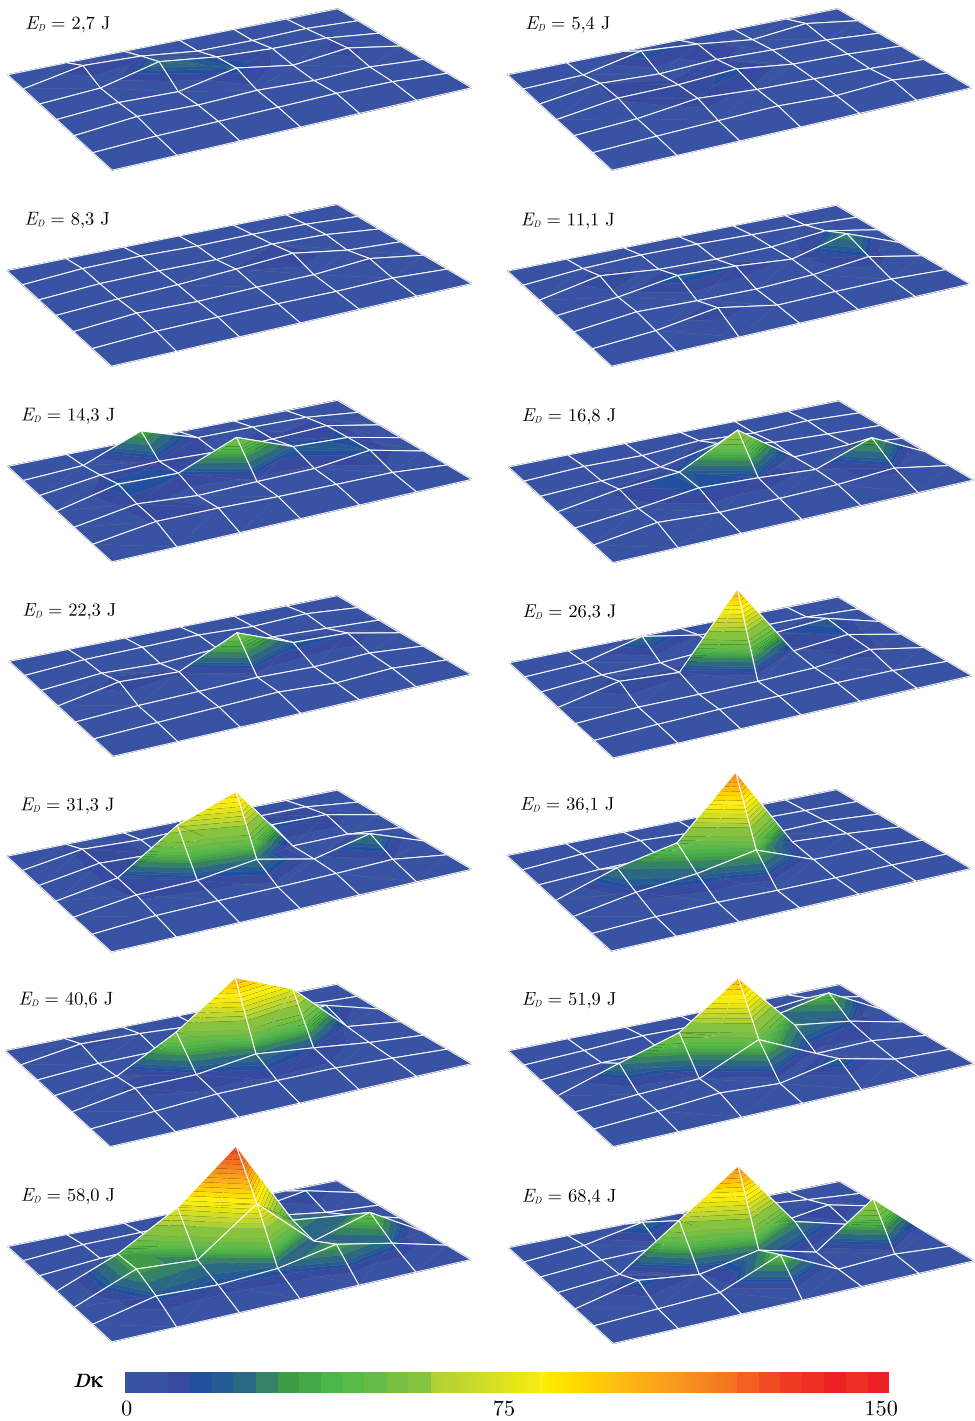 E_D = 2,7 J
E_D = 5,4 J
E_D = 8,3 J
E_D = 11,1 J
E_D = 14,3 J
E_D = 16,8 J
E_D = 22,3 J
E_D = 26,3 J
E_D = 31,3 J
E_D = 36,1 J
E_D = 40,6 J
E_D = 51,9 J
E_D = 58,0 J
E_D = 68,4 J
Dκ
0 75 150